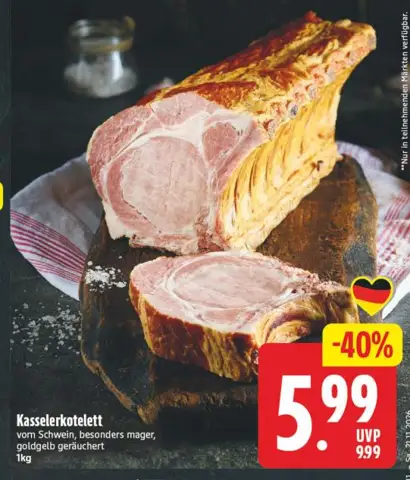 **Nur in teilnehmenden Märkten verfügbar.
-40%
Kasselerkotelett
vom Schwein, besonders mager,
goldgelb geräuchert
1kg
5.99
UVP
9.99